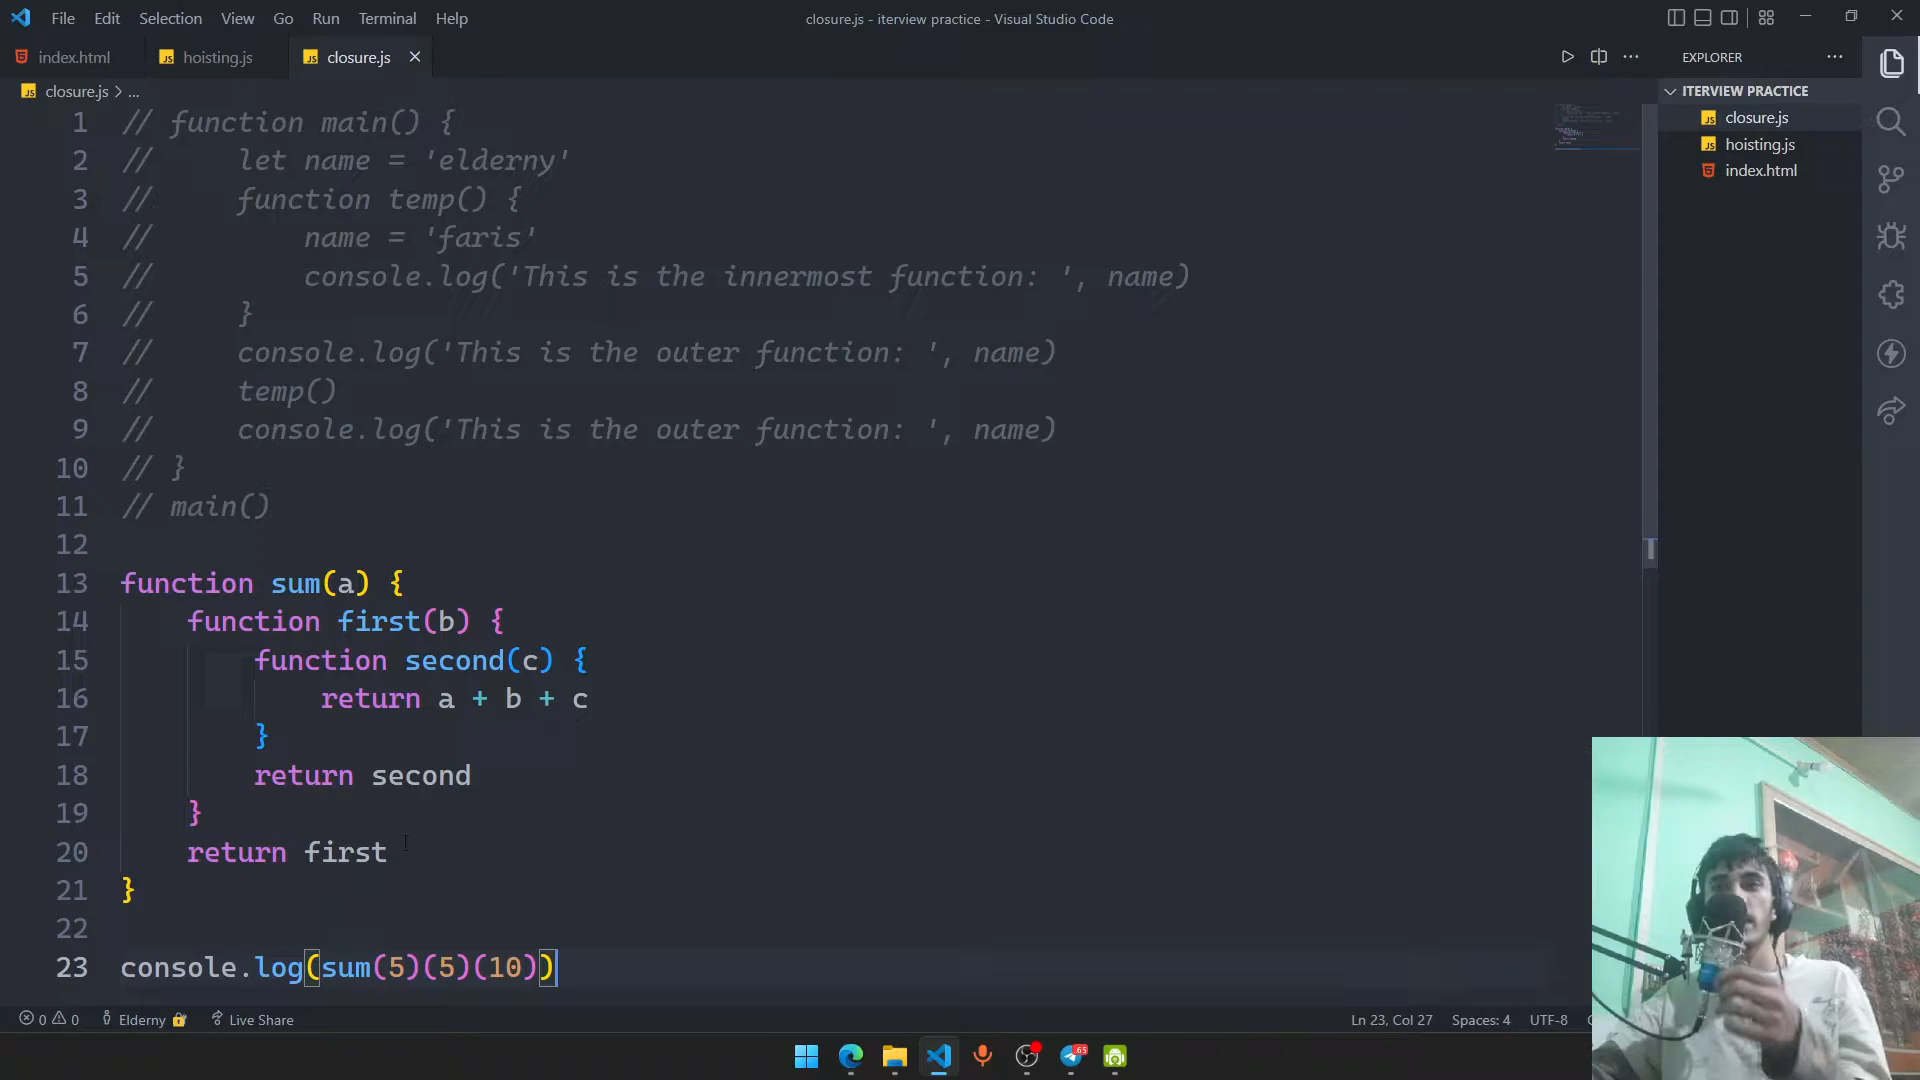 File Edit Selection View Go Run Terminal Help
closure.js - iterview practice - Visual Studio Code
index.html
JS hoisting.js
JS closure.js
EXPLORER
JS closure.js > ...
ITERVIEW PRACTICE
JS closure.js
JS hoisting.js
index.html
1 // function main() {
2 //     let name = 'elderny'
3 //     function temp() {
4 //         name = 'faris'
5 //         console.log('This is the innermost function: ', name)
6 //     }
7 //     console.log('This is the outer function: ', name)
8 //     temp()
9 //     console.log('This is the outer function: ', name)
10 // }
11 // main()
12
13 function sum(a) {
14     function first(b) {
15         function second(c) {
16             return a + b + c
17         }
18         return second
19     }
20     return first
21 }
22
23 console.log(sum(5)(5)(10))
0 0 Elderny Live Share Ln 23, Col 27 Spaces: 4 UTF-8
65